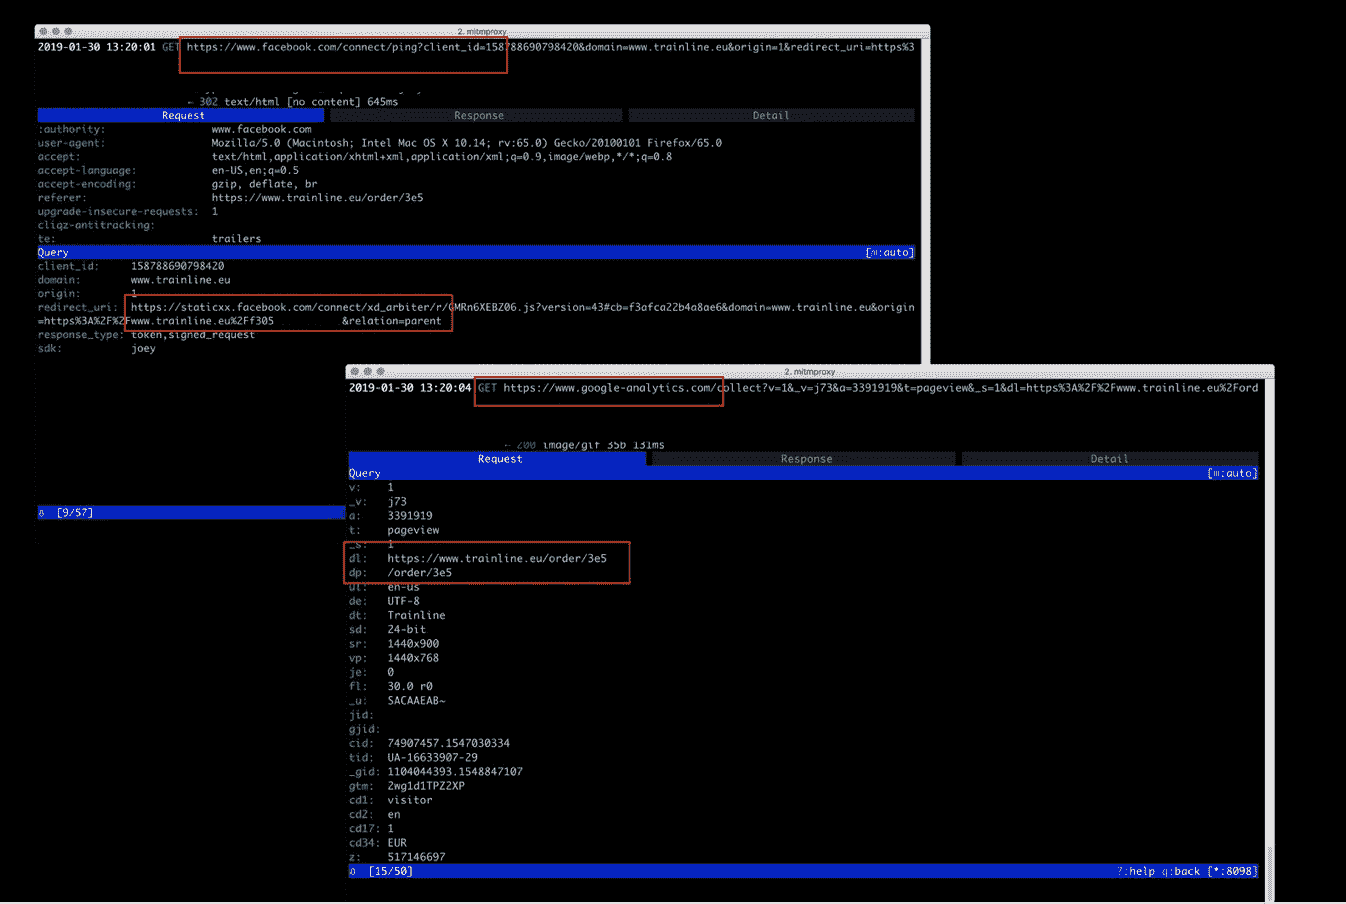 2. mitmproxy
2019-01-30 13:20:01 GET https://www.facebook.com/connect/ping?client_id=158788690798420&domain=www.trainline.eu&origin=1&redirect_uri=https%3
← 302 text/html [no content] 645ms
Request Response Detail
:authority: www.facebook.com
user-agent: Mozilla/5.0 (Macintosh; Intel Mac OS X 10.14; rv:65.0) Gecko/20100101 Firefox/65.0
accept: text/html,application/xhtml+xml,application/xml;q=0.9,image/webp,*/*;q=0.8
accept-language: en-US,en;q=0.5
accept-encoding: gzip, deflate, br
referer: https://www.trainline.eu/order/3e5
upgrade-insecure-requests: 1
cliqz-antitracking:
te: trailers
Query [m:auto]
client_id: 158788690798420
domain: www.trainline.eu
origin: 1
redirect_uri: https://staticxx.facebook.com/connect/xd_arbiter/r/GMRn6XEBZ06.js?version=43#cb=f3afca22b4a8ae6&domain=www.trainline.eu&origin
=https%3A%2F%2Fwww.trainline.eu%2Ff305 &relation=parent
response_type: token,signed_request
sdk: joey
⇩ [9/57]
2. mitmproxy
2019-01-30 13:20:04 GET https://www.google-analytics.com/collect?v=1&_v=j73&a=3391919&t=pageview&_s=1&dl=https%3A%2F%2Fwww.trainline.eu%2Ford
← 200 image/gif 35b 131ms
Request Response Detail
Query [m:auto]
v: 1
_v: j73
a: 3391919
t: pageview
_s: 1
dl: https://www.trainline.eu/order/3e5
dp: /order/3e5
ul: en-us
de: UTF-8
dt: Trainline
sd: 24-bit
sr: 1440x900
vp: 1440x768
je: 0
fl: 30.0 r0
_u: SACAAEAB~
jid:
gjid:
cid: 74907457.1547030334
tid: UA-16633907-29
_gid: 1104044393.1548847107
gtm: 2wg1d1TPZ2XP
cd1: visitor
cd2: en
cd17: 1
cd34: EUR
z: 517146697
⇩ [15/50] ?:help q:back [*:8098]